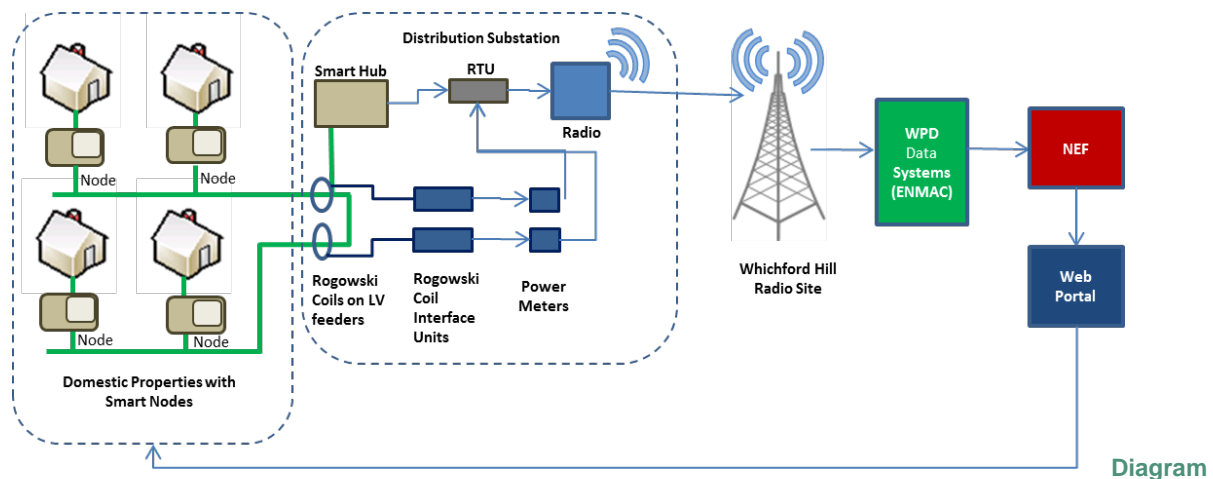 Distribution Substation
Smart Hub
RTU
Radio
Node
Node
Node
Node
Domestic Properties with
Smart Nodes
Rogowski
Coils on LV
feeders
Rogowski
Coil
Interface
Units
Power
Meters
Whichford Hill
Radio Site
WPD
Data
Systems
(ENMAC)
NEF
Web
Portal
Diagram